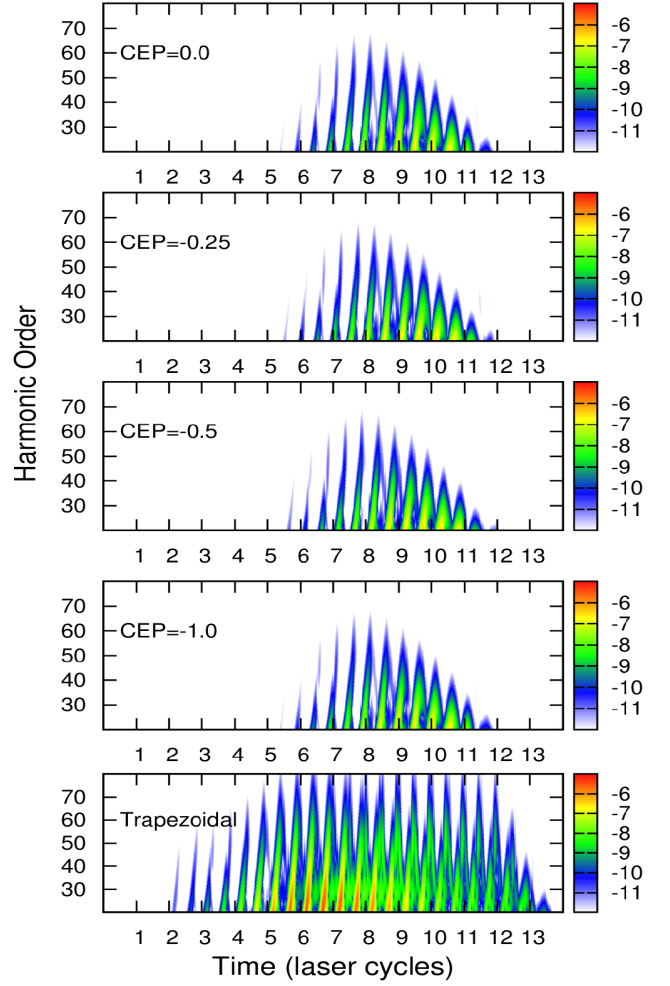 Harmonic Order
70 60 50 40 30
CEP=0.0
-6 -7 -8 -9 -10 -11
1 2 3 4 5 6 7 8 9 10 11 12 13
70 60 50 40 30
CEP=-0.25
-6 -7 -8 -9 -10 -11
1 2 3 4 5 6 7 8 9 10 11 12 13
70 60 50 40 30
CEP=-0.5
-6 -7 -8 -9 -10 -11
1 2 3 4 5 6 7 8 9 10 11 12 13
70 60 50 40 30
CEP=-1.0
-6 -7 -8 -9 -10 -11
1 2 3 4 5 6 7 8 9 10 11 12 13
70 60 50 40 30
Trapezoidal
-6 -7 -8 -9 -10 -11
1 2 3 4 5 6 7 8 9 10 11 12 13
Time (laser cycles)